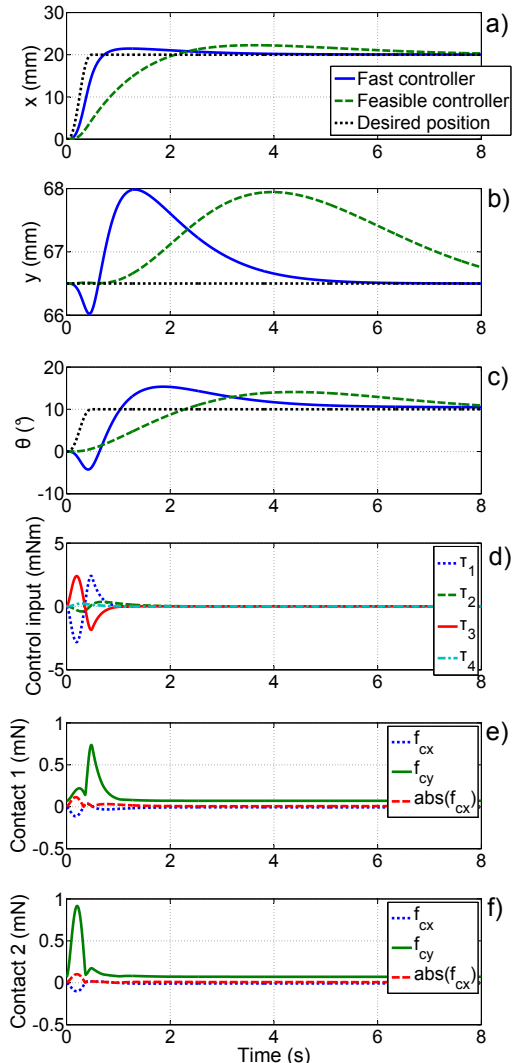 a)
30
20
10
0
x (mm)
Fast controller
Feasible controller
Desired position
0 2 4 6 8
b)
68
67
66
y (mm)
0 2 4 6 8
c)
20
10
0
-10
θ (°)
0 2 4 6 8
d)
5
0
-5
Control input (mNm)
τ1
τ2
τ3
τ4
0 2 4 6 8
e)
1
0.5
0
-0.5
Contact 1 (mN)
fcx
fcy
abs(fcx)
0 2 4 6 8
f)
1
0.5
0
-0.5
Contact 2 (mN)
fcx
fcy
abs(fcx)
0 2 4 6 8
Time (s)